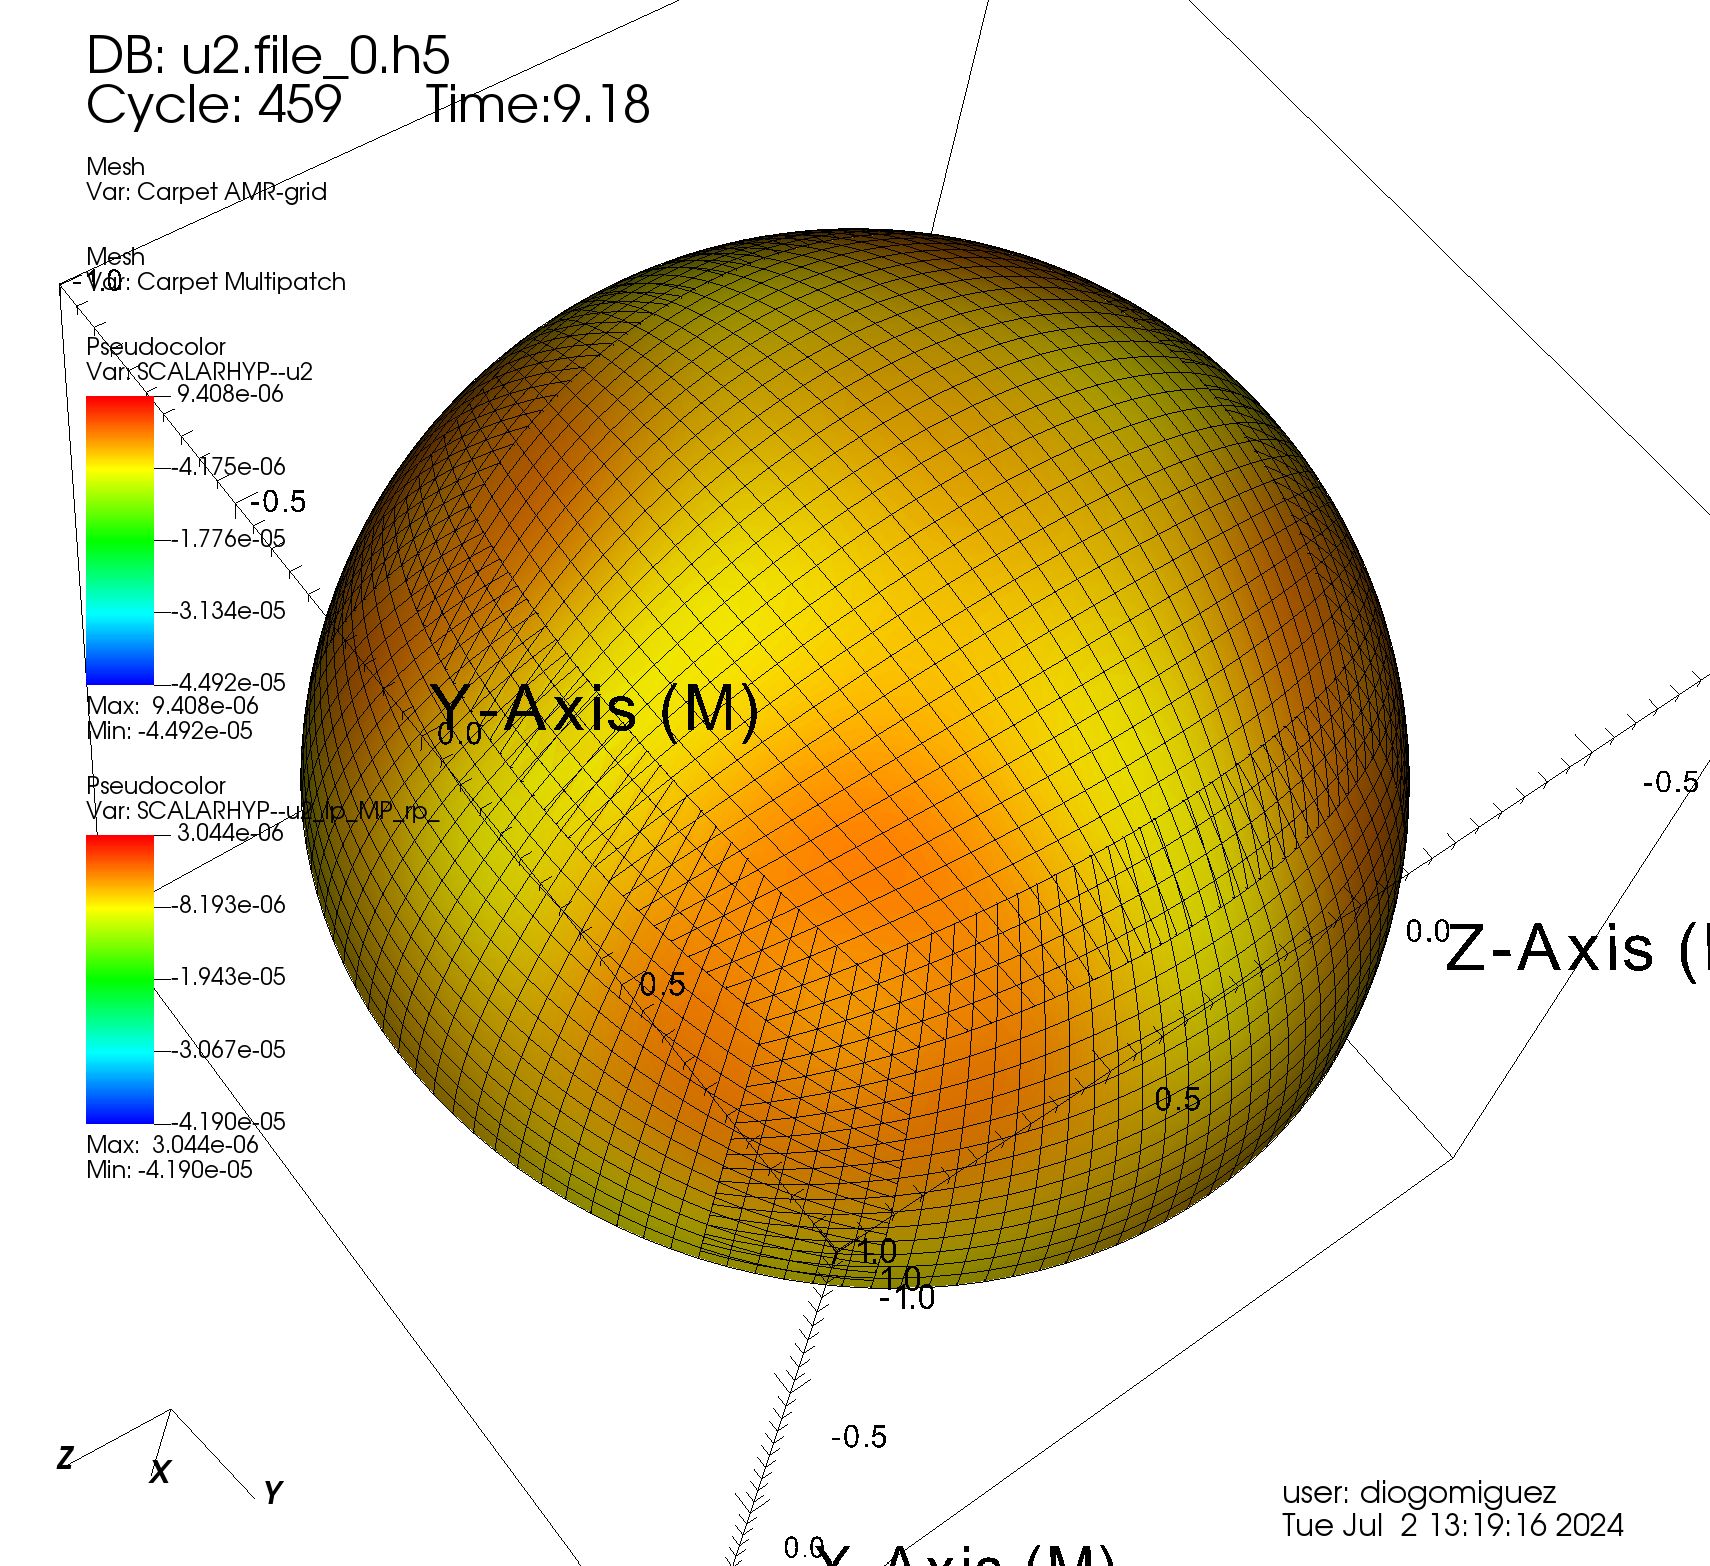 DB: u2.file_0.h5
Cycle: 459 Time:9.18
Mesh
Var: Carpet AMR-grid
Mesh
Var: Carpet Multipatch
-1.0
Pseudocolor
Var: SCALARHYP--u2
9.408e-06
-4.175e-06
-1.776e-05
-3.134e-05
-4.492e-05
Max: 9.408e-06
Min: -4.492e-05
Pseudocolor
Var: SCALARHYP--u2_lp_MP_rp_
3.044e-06
-8.193e-06
-1.943e-05
-3.067e-05
-4.190e-05
Max: 3.044e-06
Min: -4.190e-05
-0.5
Y-Axis (M)
0.0
0.5
-0.5
0.0
Z-Axis (
0.5
1.0
1.0
-1.0
-0.5
0.0
X-Axis (M)
Z
X
Y
user: diogomiguez
Tue Jul 2 13:19:16 2024